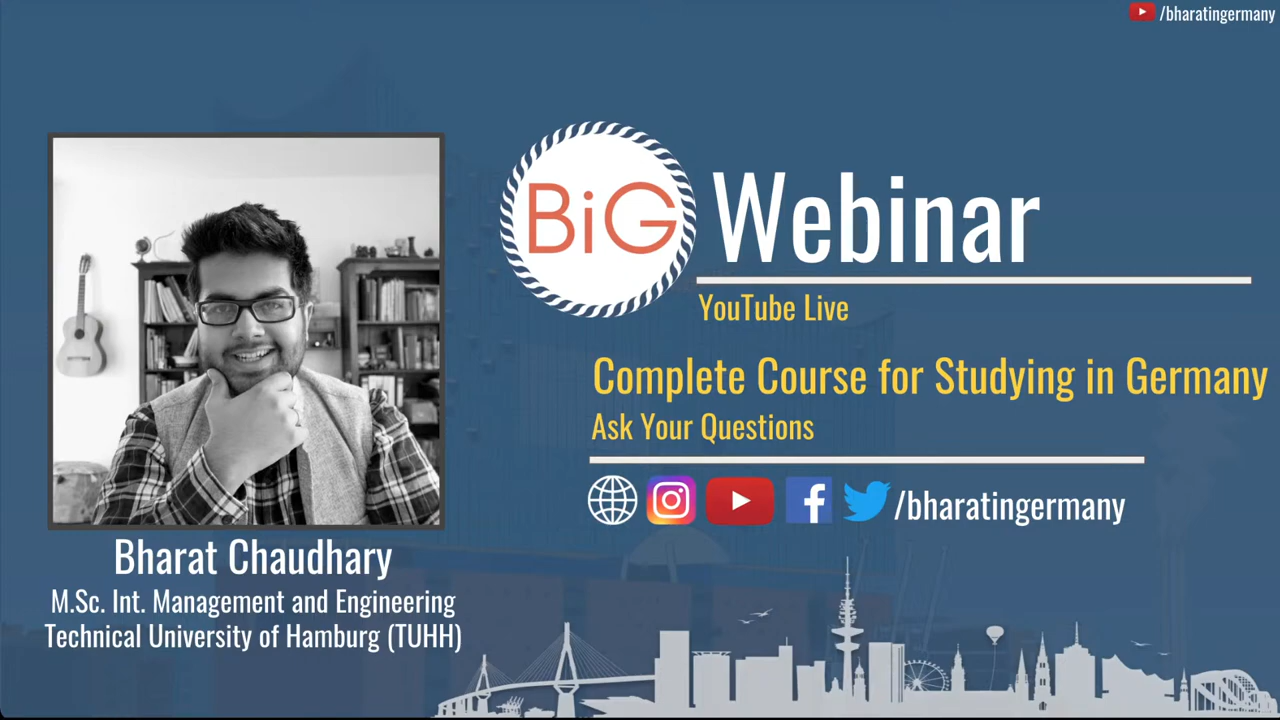 /bharatingermany
BiG Webinar
YouTube Live
Complete Course for Studying in Germany
Ask Your Questions
/bharatingermany
Bharat Chaudhary
M.Sc. Int. Management and Engineering
Technical University of Hamburg (TUHH)